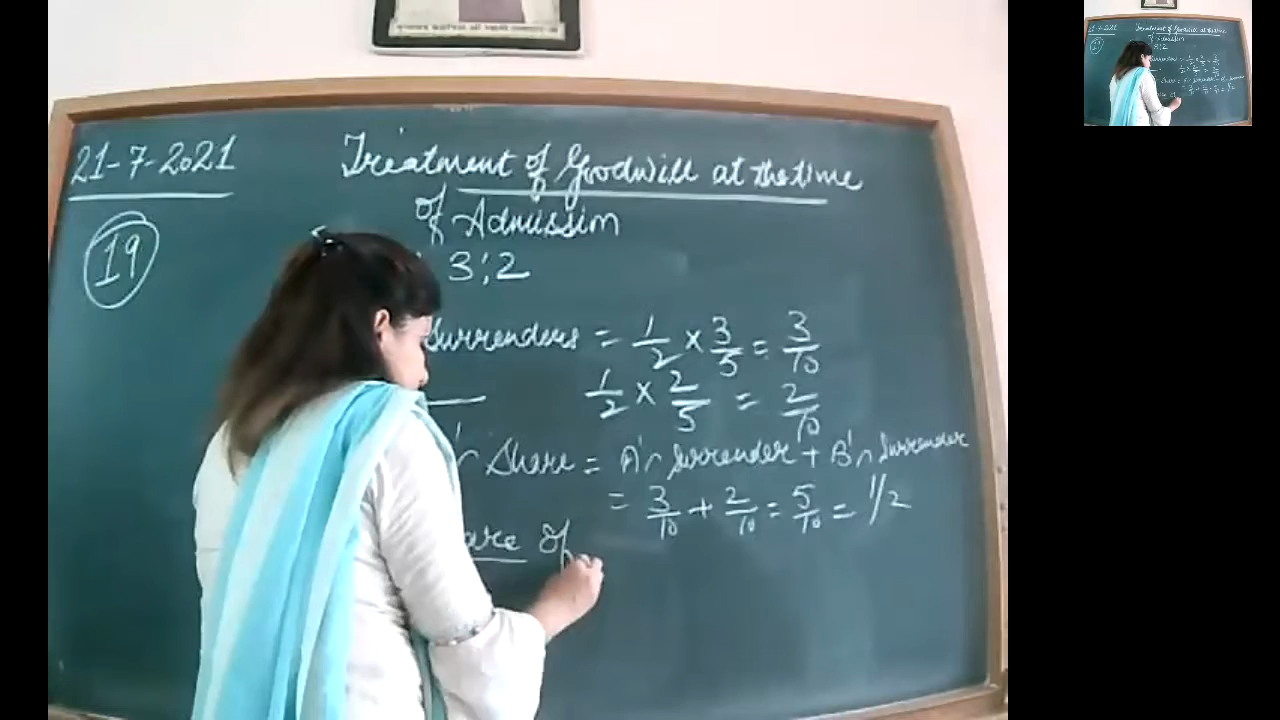 21-7-2021
Treatment of Goodwill at the time
of Admission
19
3:2
Surrenders = 1/2 × 3/5 = 3/10
1/2 × 2/5 = 2/10
Share = A's Surrender + B's Surrender
= 3/10 + 2/10 = 5/10 = 1/2
are of